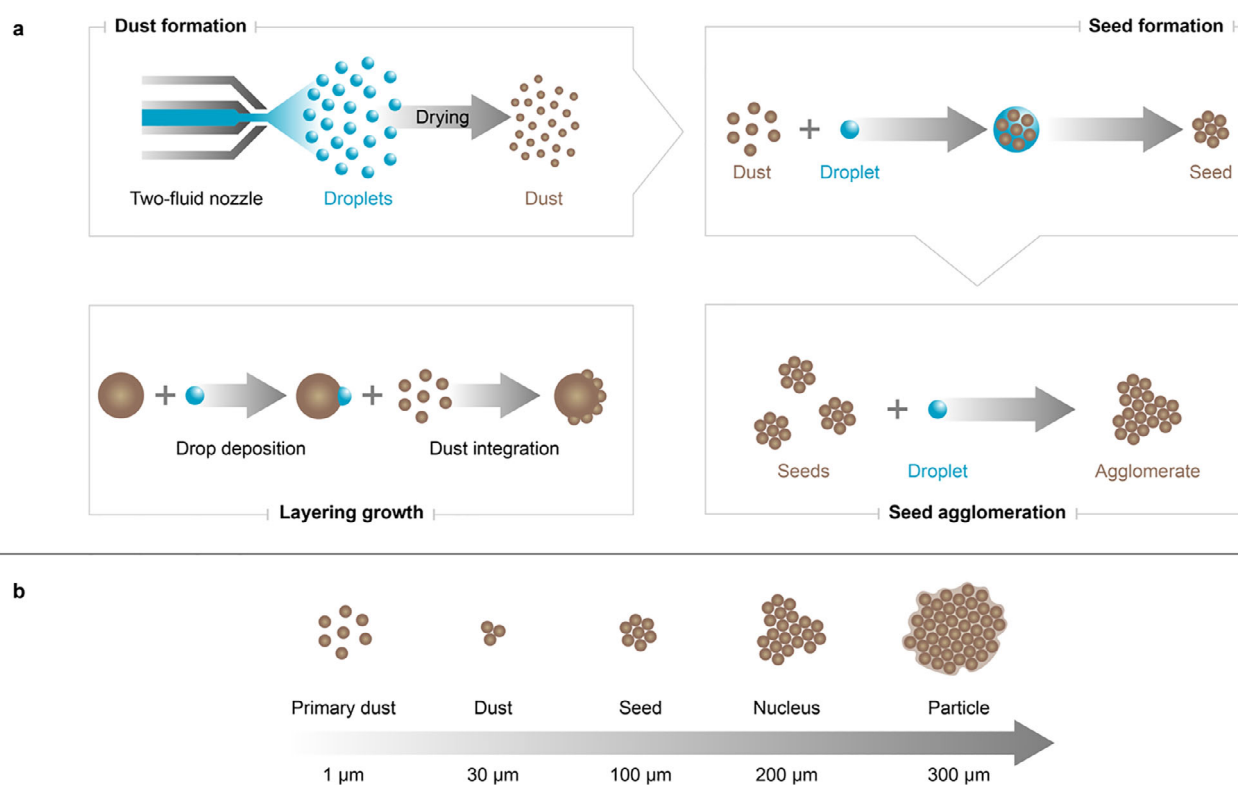 a
Dust formation
Drying
Two-fluid nozzle
Droplets
Dust
Seed formation
+
Dust
Droplet
Seed
+
+
Drop deposition
Dust integration
Layering growth
+
Seeds
Droplet
Agglomerate
Seed agglomeration
b
Primary dust
Dust
Seed
Nucleus
Particle
1 µm
30 µm
100 µm
200 µm
300 µm